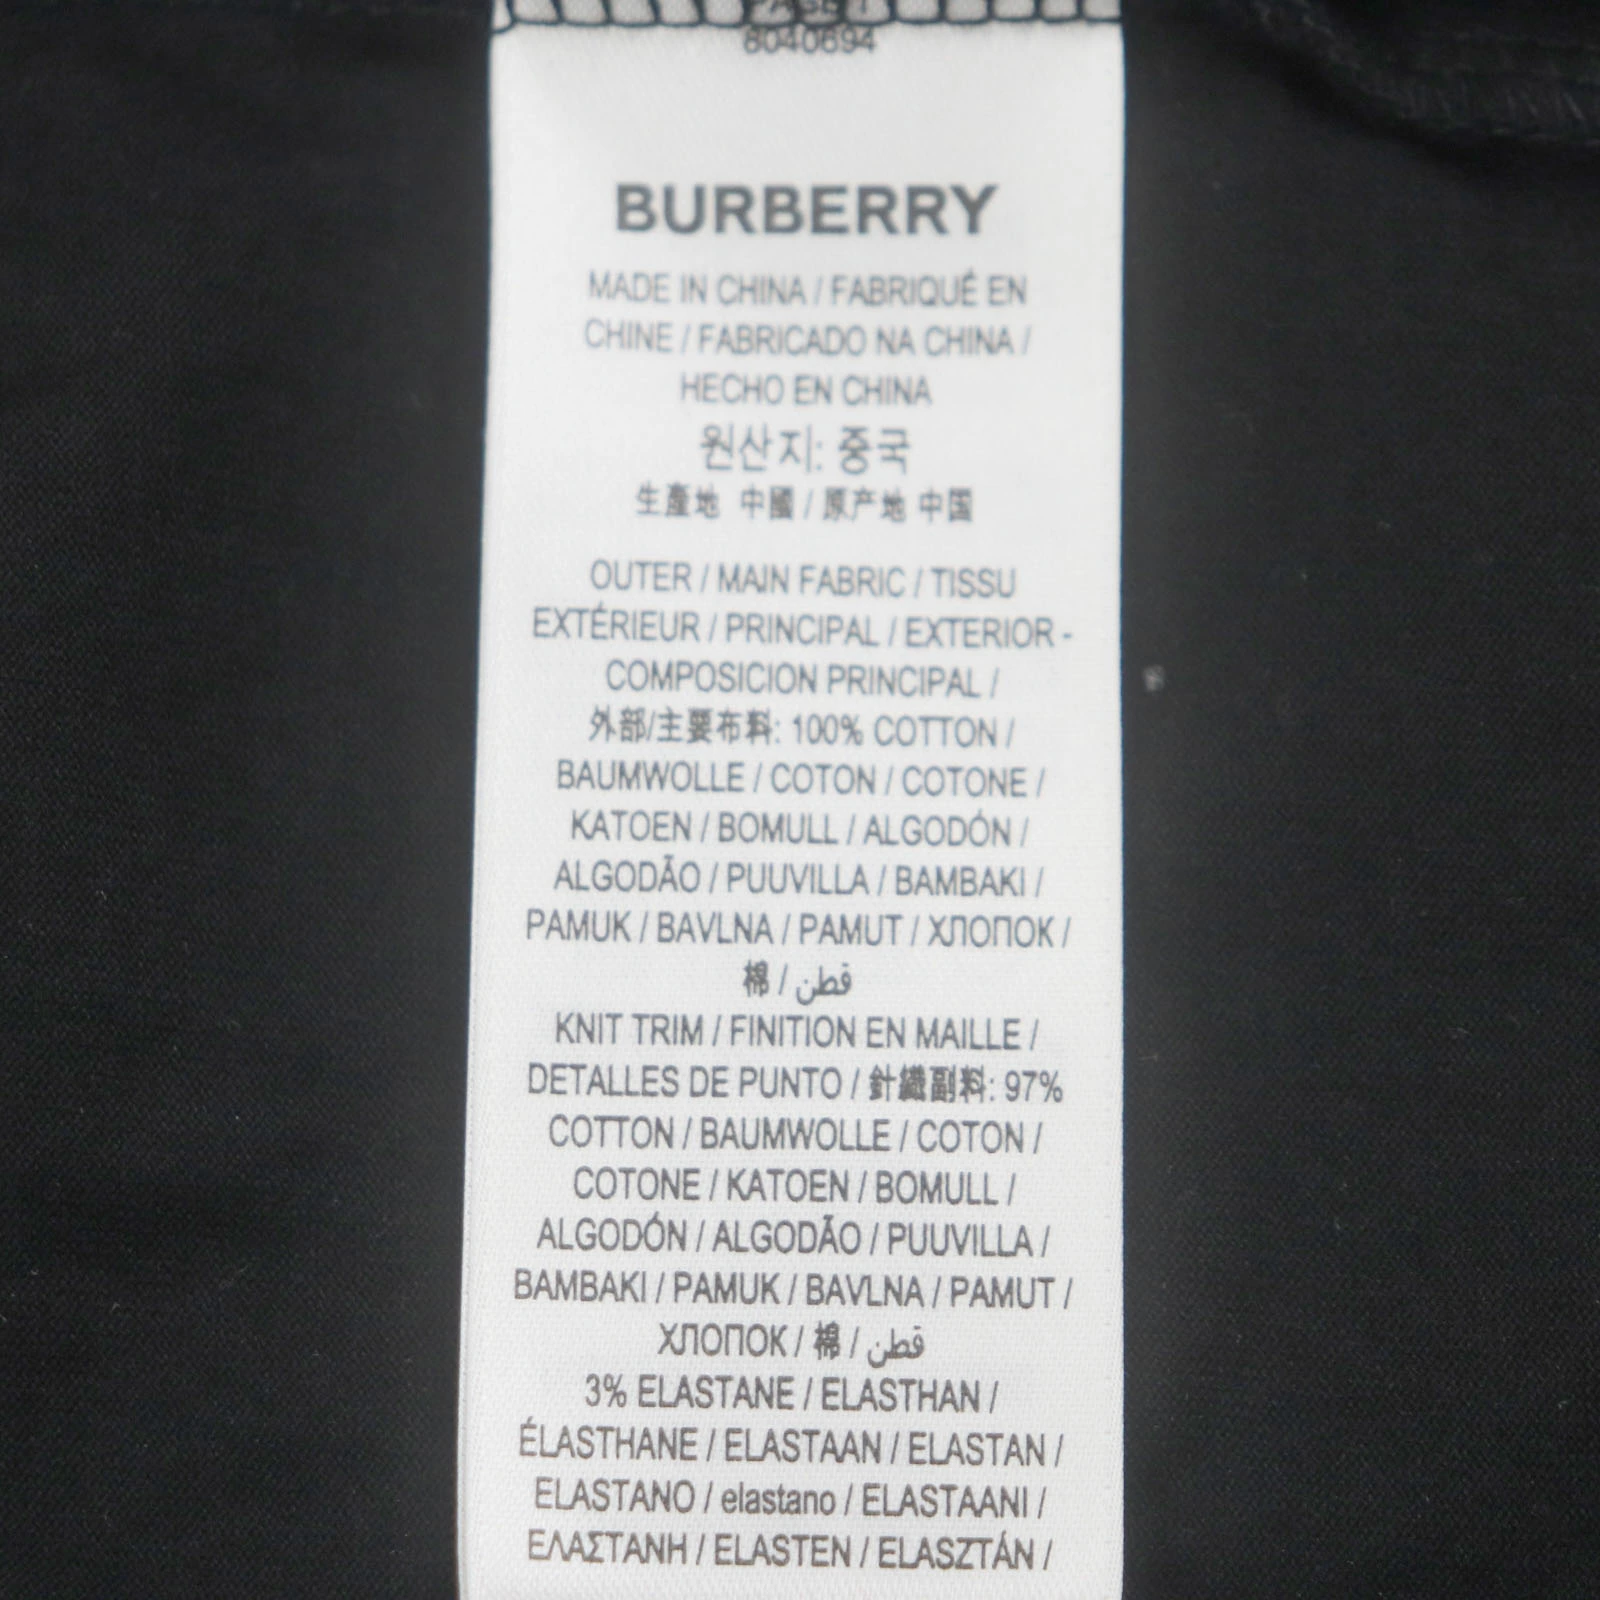 8040694
BURBERRY
MADE IN CHINA / FABRIQUÉ EN
CHINE / FABRICADO NA CHINA /
HECHO EN CHINA
원산지: 중국
生產地 中國 / 原产地 中国
OUTER / MAIN FABRIC / TISSU
EXTÉRIEUR / PRINCIPAL / EXTERIOR -
COMPOSICION PRINCIPAL /
外部/主要布料: 100% COTTON /
BAUMWOLLE / COTON / COTONE /
KATOEN / BOMULL / ALGODÓN /
ALGODÃO / PUUVILLA / BAMBAKI /
PAMUK / BAVLNA / PAMUT / ХЛОПОК /
棉 / قطن
KNIT TRIM / FINITION EN MAILLE /
DETALLES DE PUNTO / 針織副料: 97%
COTTON / BAUMWOLLE / COTON /
COTONE / KATOEN / BOMULL /
ALGODÓN / ALGODÃO / PUUVILLA /
BAMBAKI / PAMUK / BAVLNA / PAMUT /
ХЛОПОК / 棉 / قطن
3% ELASTANE / ELASTHAN /
ÉLASTHANE / ELASTAAN / ELASTAN /
ELASTANO / elastano / ELASTAANI /
ΕΛΑΣΤΑΝΗ / ELASTEN / ELASZTÁN /